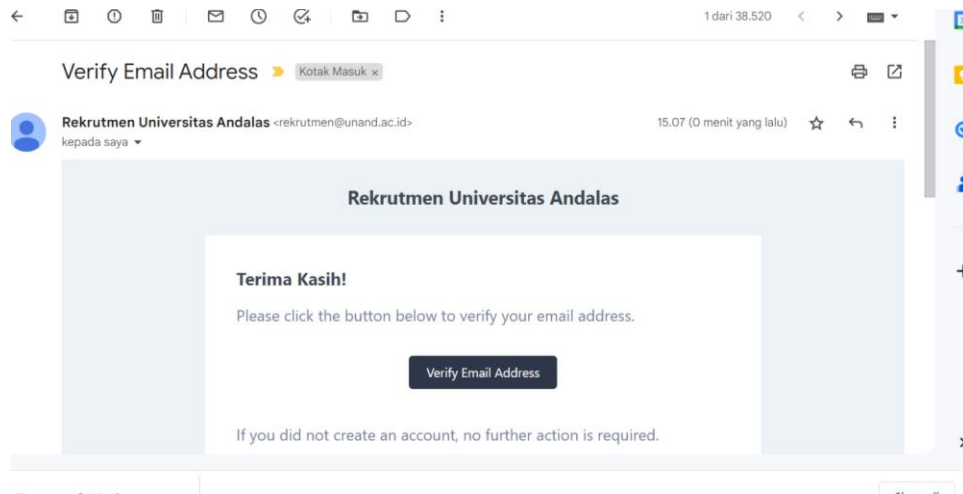 1 dari 38.520
Verify Email Address
Kotak Masuk ×
Rekrutmen Universitas Andalas <rekrutmen@unand.ac.id>
15.07 (0 menit yang lalu)
kepada saya
Rekrutmen Universitas Andalas
Terima Kasih!
Please click the button below to verify your email address.
Verify Email Address
If you did not create an account, no further action is required.